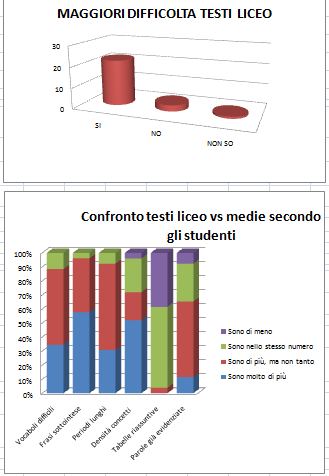 MAGGIORI DIFFICOLTA TESTI LICEO
30
20
10
0
SI
NO
NON SO
Confronto testi liceo vs medie secondo
gli studenti
100%
90%
80%
70%
60%
50%
40%
30%
20%
10%
0%
Vocaboli difficili
Frasi sottointese
Periodi lunghi
Densità concetti
Tabelle riassuntive
Parole già evidenziate
Sono di meno
Sono nello stesso numero
Sono di più, ma non tanto
Sono molto di più